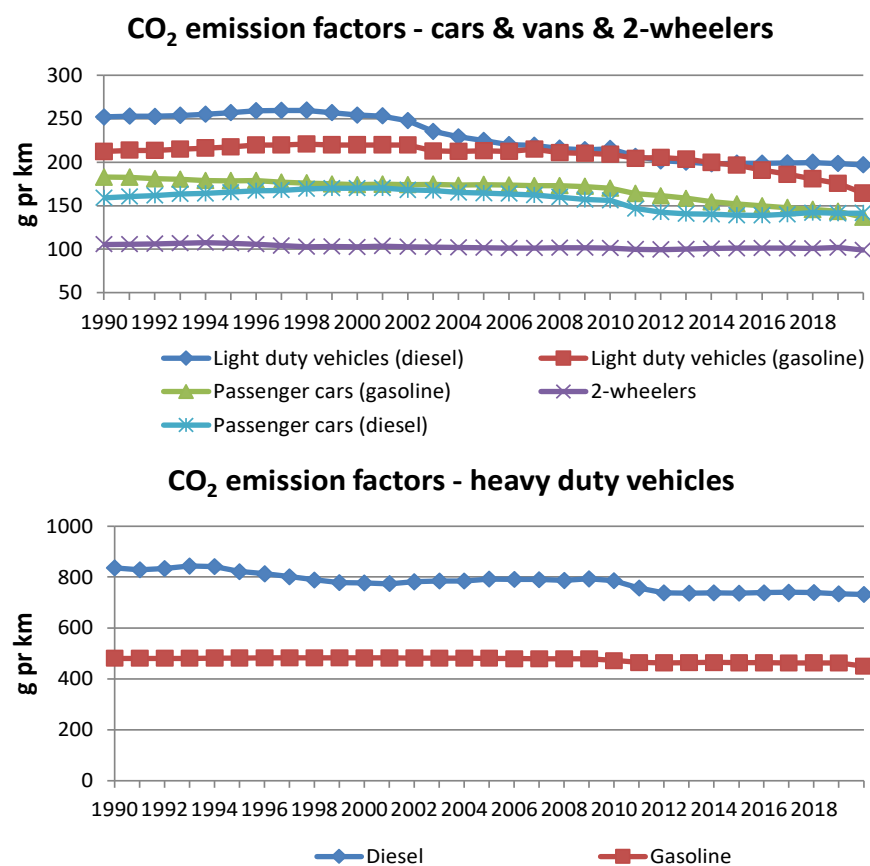 CO₂ emission factors - cars & vans & 2-wheelers
g pr km
300
250
200
150
100
50
1990 1992 1994 1996 1998 2000 2002 2004 2006 2008 2010 2012 2014 2016 2018
Light duty vehicles (diesel) Light duty vehicles (gasoline)
Passenger cars (gasoline) 2-wheelers
Passenger cars (diesel)
CO₂ emission factors - heavy duty vehicles
g pr km
1000
800
600
400
200
0
1990 1992 1994 1996 1998 2000 2002 2004 2006 2008 2010 2012 2014 2016 2018
Diesel Gasoline